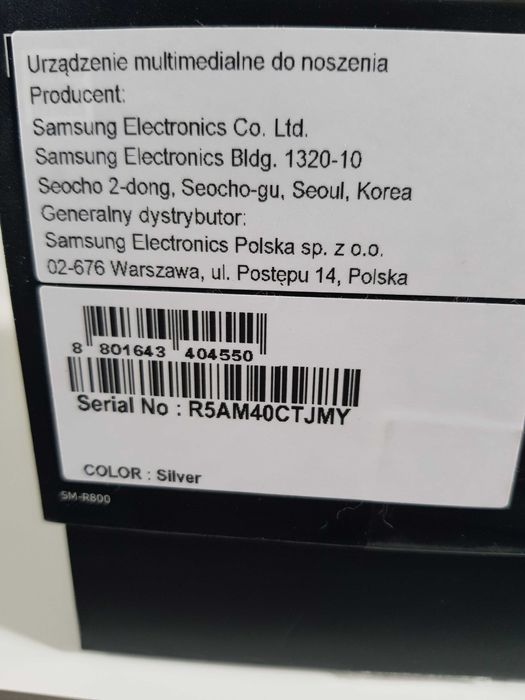 Urządzenie multimedialne do noszenia
Producent:
Samsung Electronics Co. Ltd.
Samsung Electronics Bldg. 1320-10
Seocho 2-dong, Seocho-gu, Seoul, Korea
Generalny dystrybutor:
Samsung Electronics Polska sp. z o.o.
02-676 Warszawa, ul. Postępu 14, Polska
8 801643 404550
Serial No : R5AM40CTJMY
COLOR : Silver
SM-R800